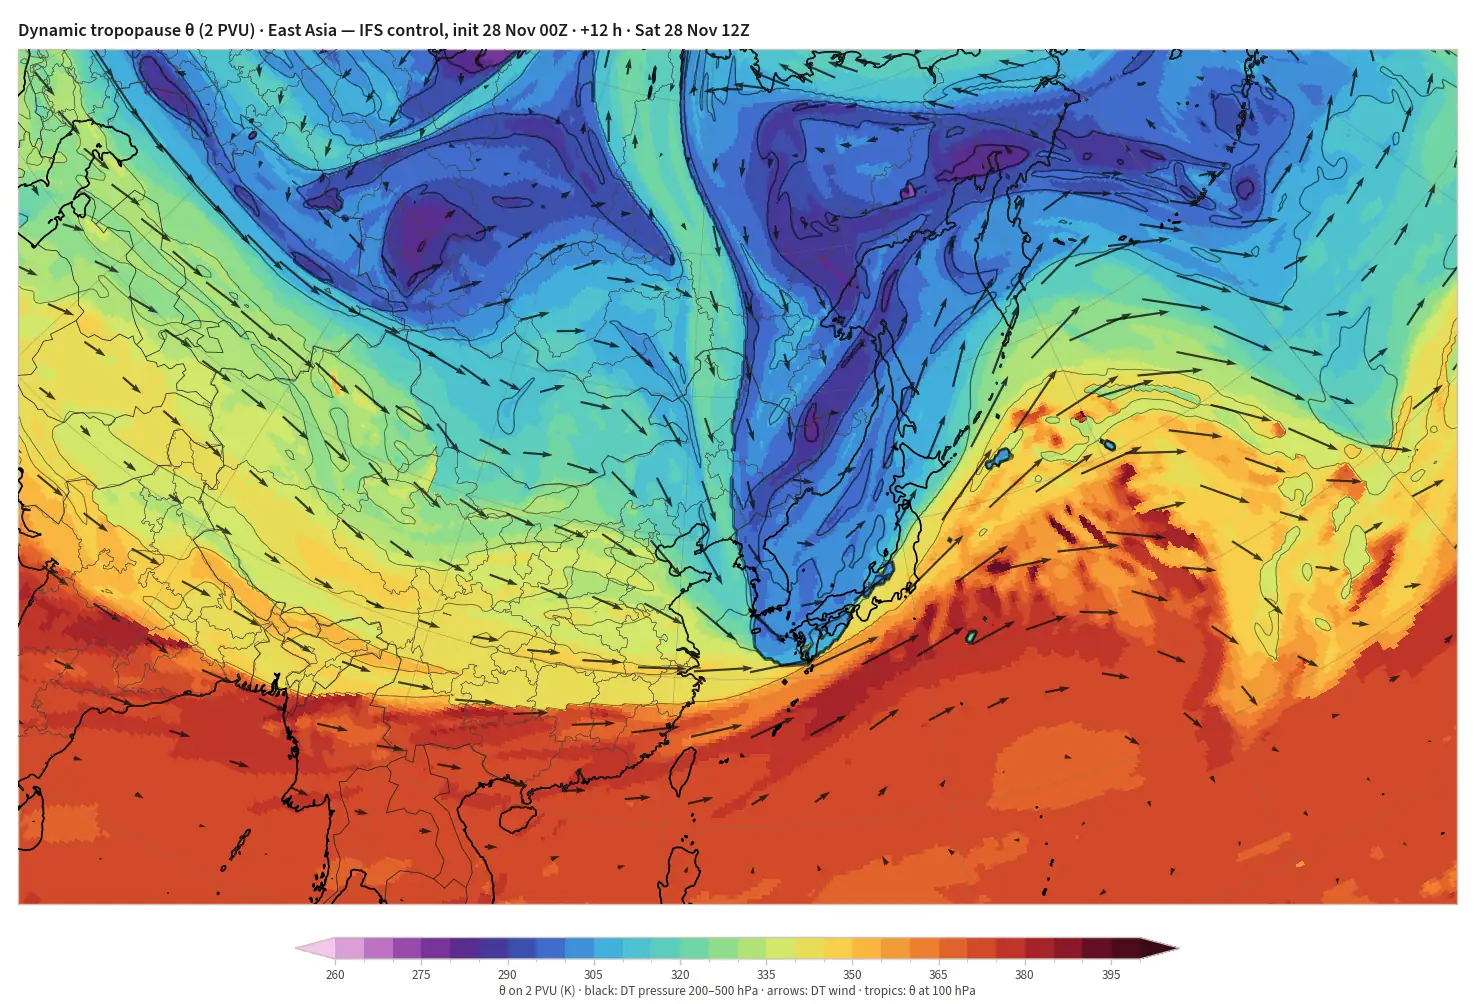 Dynamic tropopause θ (2 PVU) · East Asia — IFS control, init 28 Nov 00Z · +12 h · Sat 28 Nov 12Z
260 275 290 305 320 335 350 365 380 395
θ on 2 PVU (K) · black: DT pressure 200–500 hPa · arrows: DT wind · tropics: θ at 100 hPa